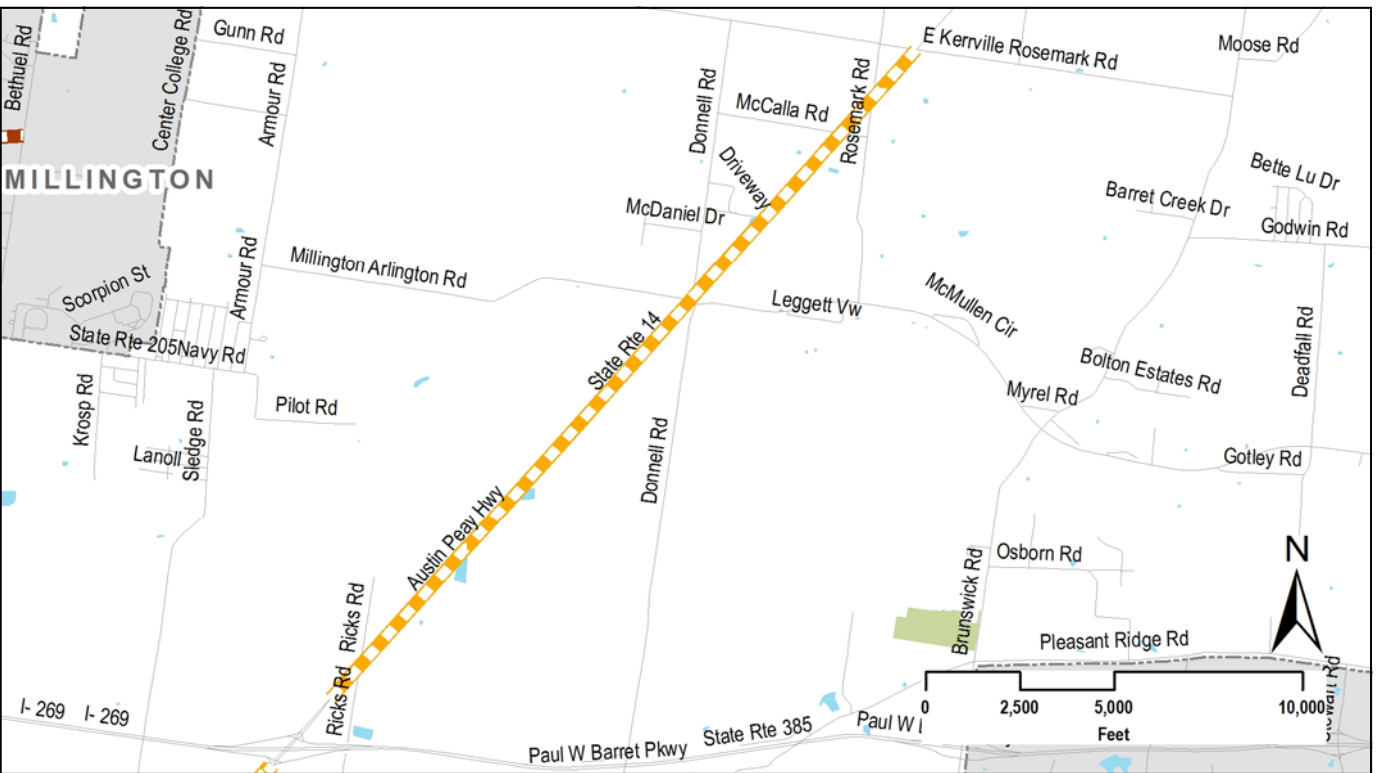 Bethuel Rd
Center College Rd
Gunn Rd
Armour Rd
MILLINGTON
Donnell Rd
McCalla Rd
Rosemark Rd
E Kerrville Rosemark Rd
Moose Rd
Driveway
McDaniel Dr
Bette Lu Dr
Barret Creek Dr
Godwin Rd
Armour Rd
Millington Arlington Rd
Scorpion St
State Rte 205
Navy Rd
Leggett Vw
McMullen Cir
State Rte 14
Deadfall Rd
Bolton Estates Rd
Myrel Rd
Krosp Rd
Sledge Rd
Pilot Rd
Lanoll
Donnell Rd
Gotley Rd
Austin Peay Hwy
Osborn Rd
N
Brunswick Rd
Ricks Rd
Pleasant Ridge Rd
Ricks Rd
I- 269
I- 269
Paul W Barret Pkwy
State Rte 385
Paul W
Rd
0
2,500
5,000
10,000
Feet